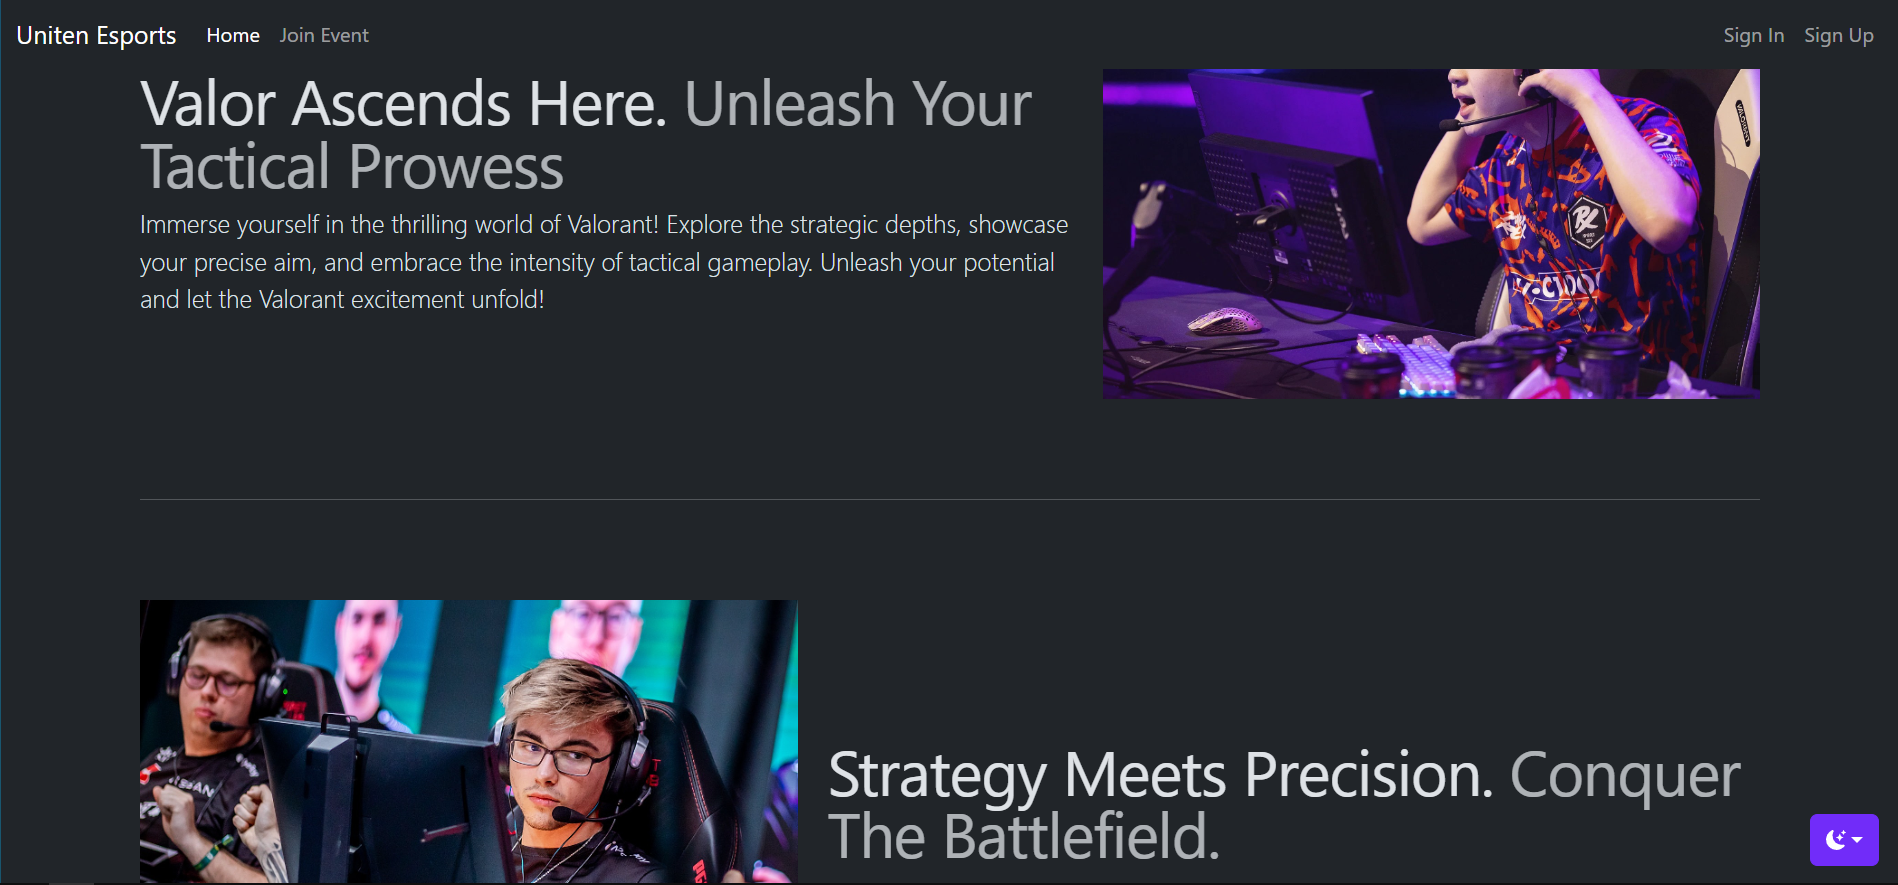 Uniten Esports Home Join Event Sign In Sign Up
Valor Ascends Here. Unleash Your
Tactical Prowess
Immerse yourself in the thrilling world of Valorant! Explore the strategic depths, showcase
your precise aim, and embrace the intensity of tactical gameplay. Unleash your potential
and let the Valorant excitement unfold!
Strategy Meets Precision. Conquer
The Battlefield.